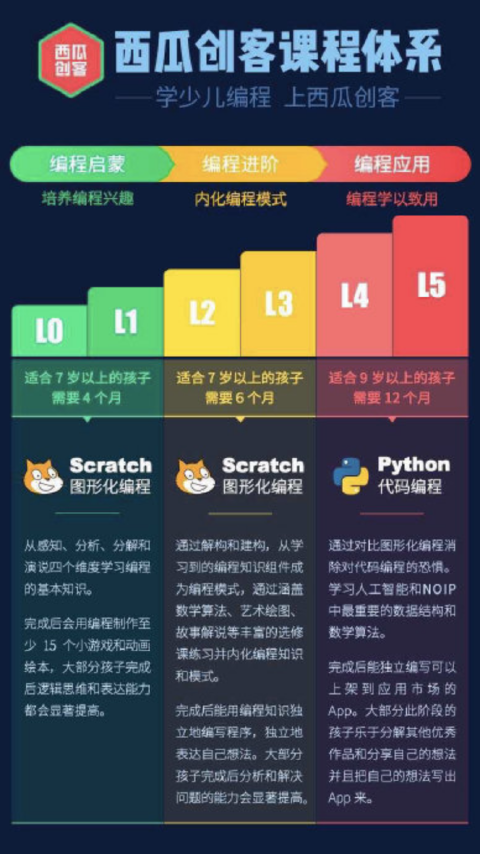 西瓜
创客
西瓜创客课程体系
学少儿编程 上西瓜创客
编程启蒙
编程进阶
编程应用
培养编程兴趣
内化编程模式
编程学以致用
L0
L1
L2
L3
L4
L5
适合7岁以上的孩子
需要4个月
适合7岁以上的孩子
需要6个月
适合9岁以上的孩子
需要12个月
Scratch
图形化编程
从感知、分析、分解和
演说四个维度学习编程
的基本知识。
完成后会用编程制作至
少 15 个小游戏和动画
绘本，大部分孩子完成
后逻辑思维和表达能力
都会显著提高。
Scratch
图形化编程
通过解构和建构，从学
习到的编程知识组件成
为编程模式，通过涵盖
数学算法、艺术绘图、
故事解说等丰富的选修
课练习并内化编程知识
和模式。
完成后能用编程知识独
立地编写程序，独立地
表达自己想法。大部分
孩子完成后分析和解决
问题的能力会显著提高。
Python
代码编程
通过对比图形化编程消
除对代码编程的恐惧。
学习人工智能和NOIP
中最重要的数据结构和
数学算法。
完成后能独立编写可以
上架到应用市场的
App。大部分此阶段的
孩子乐于分解其他优秀
作品和分享自己的想法
并且把自己的想法写出
App 来。